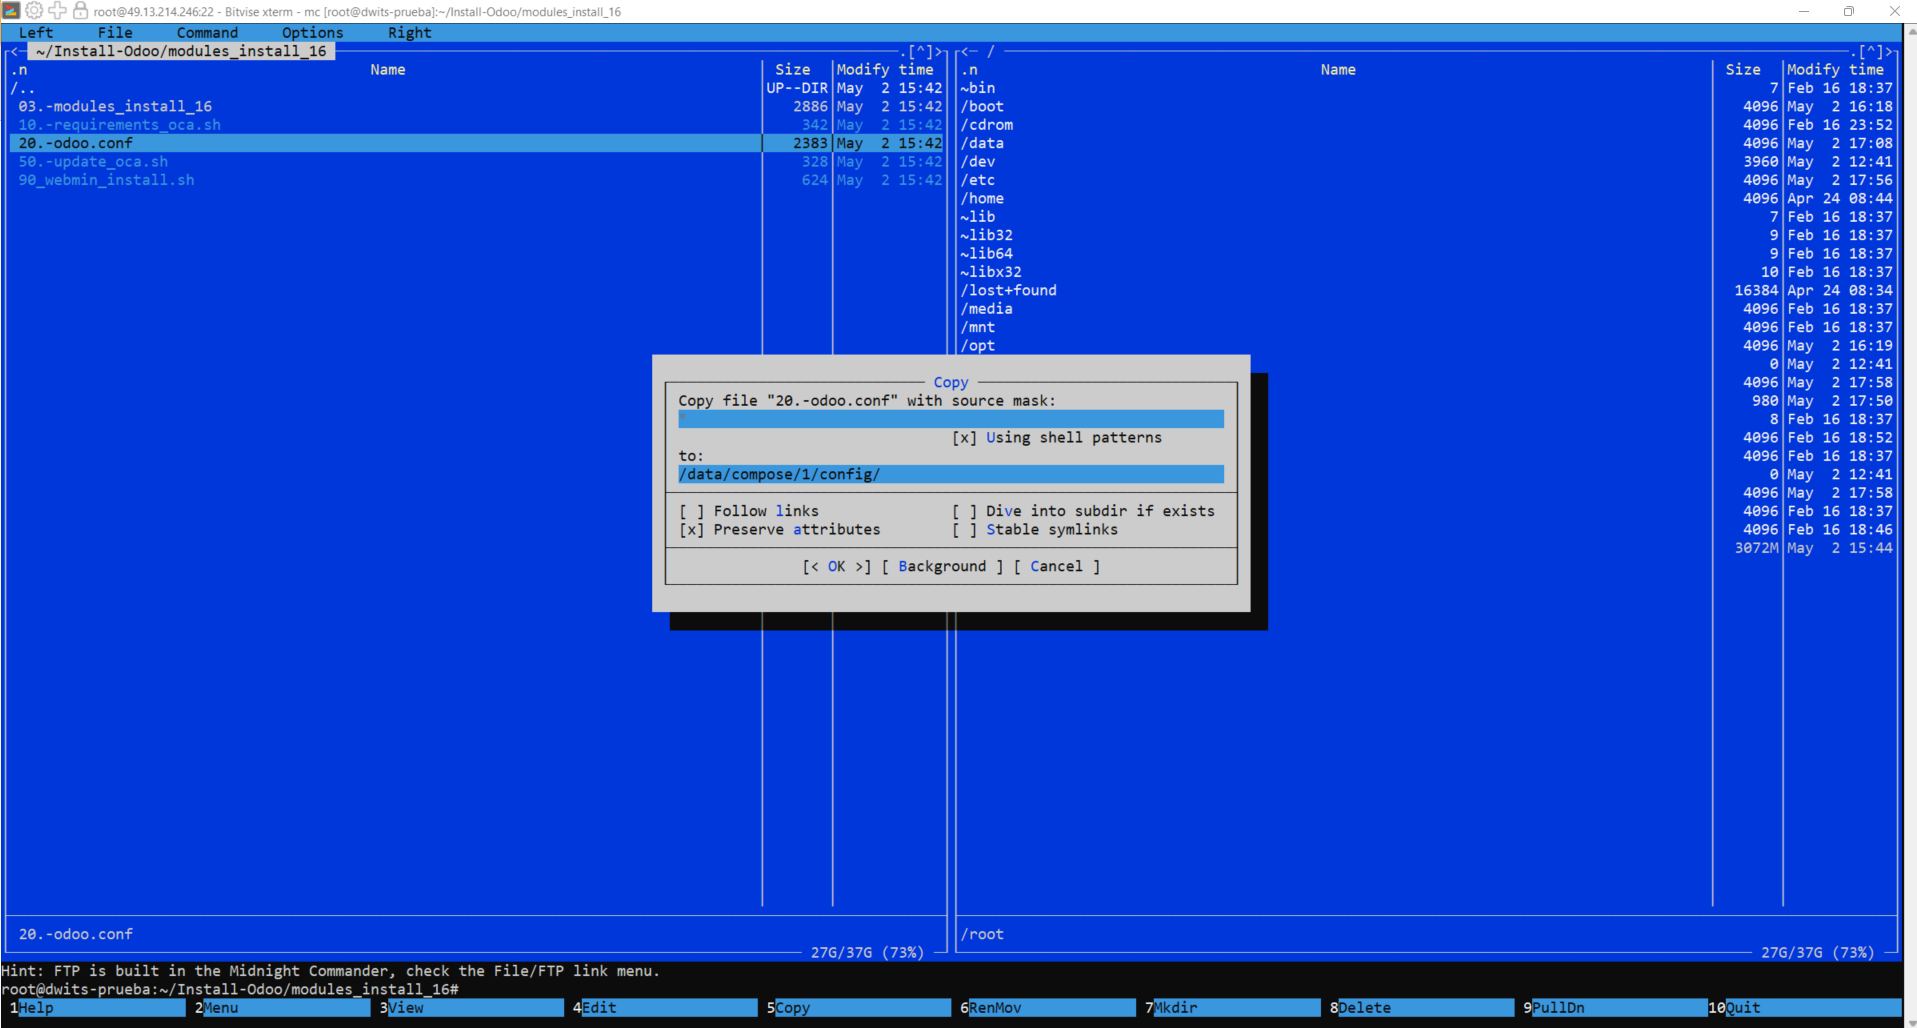 root@49.13.214.246:22 - Bitvise xterm - mc [root@dwits-prueba]:~/Install-Odoo/modules_install_16
Left File Command Options Right
<─ ~/Install-Odoo/modules_install_16 .[^]> <─ / .[^]>
.n Name Size Modify time .n Name Size Modify time
/.. UP--DIR May 2 15:42 ~bin 7 Feb 16 18:37
03.-modules_install_16 2886 May 2 15:42 /boot 4096 May 2 16:18
10.-requirements_oca.sh 342 May 2 15:42 /cdrom 4096 Feb 16 23:52
20.-odoo.conf 2383 May 2 15:42 /data 4096 May 2 17:08
50.-update_oca.sh 328 May 2 15:42 /dev 3960 May 2 12:41
90_webmin_install.sh 624 May 2 15:42 /etc 4096 May 2 17:56
/home 4096 Apr 24 08:44
~lib 7 Feb 16 18:37
~lib32 9 Feb 16 18:37
~lib64 9 Feb 16 18:37
~libx32 10 Feb 16 18:37
/lost+found 16384 Apr 24 08:34
/media 4096 Feb 16 18:37
/mnt 4096 Feb 16 18:37
/opt 4096 May 2 16:19
0 May 2 12:41
Copy 4096 May 2 17:58
Copy file "20.-odoo.conf" with source mask: 980 May 2 17:50
8 Feb 16 18:37
[x] Using shell patterns 4096 Feb 16 18:52
to: 4096 Feb 16 18:37
/data/compose/1/config/ 0 May 2 12:41
4096 May 2 17:58
[ ] Follow links [ ] Dive into subdir if exists 4096 Feb 16 18:37
[x] Preserve attributes [ ] Stable symlinks 4096 Feb 16 18:46
3072M May 2 15:44
[< OK >] [ Background ] [ Cancel ]
20.-odoo.conf /root
27G/37G (73%) 27G/37G (73%)
Hint: FTP is built in the Midnight Commander, check the File/FTP link menu.
root@dwits-prueba:~/Install-Odoo/modules_install_16#
1Help 2Menu 3View 4Edit 5Copy 6RenMov 7Mkdir 8Delete 9PullDn 10Quit